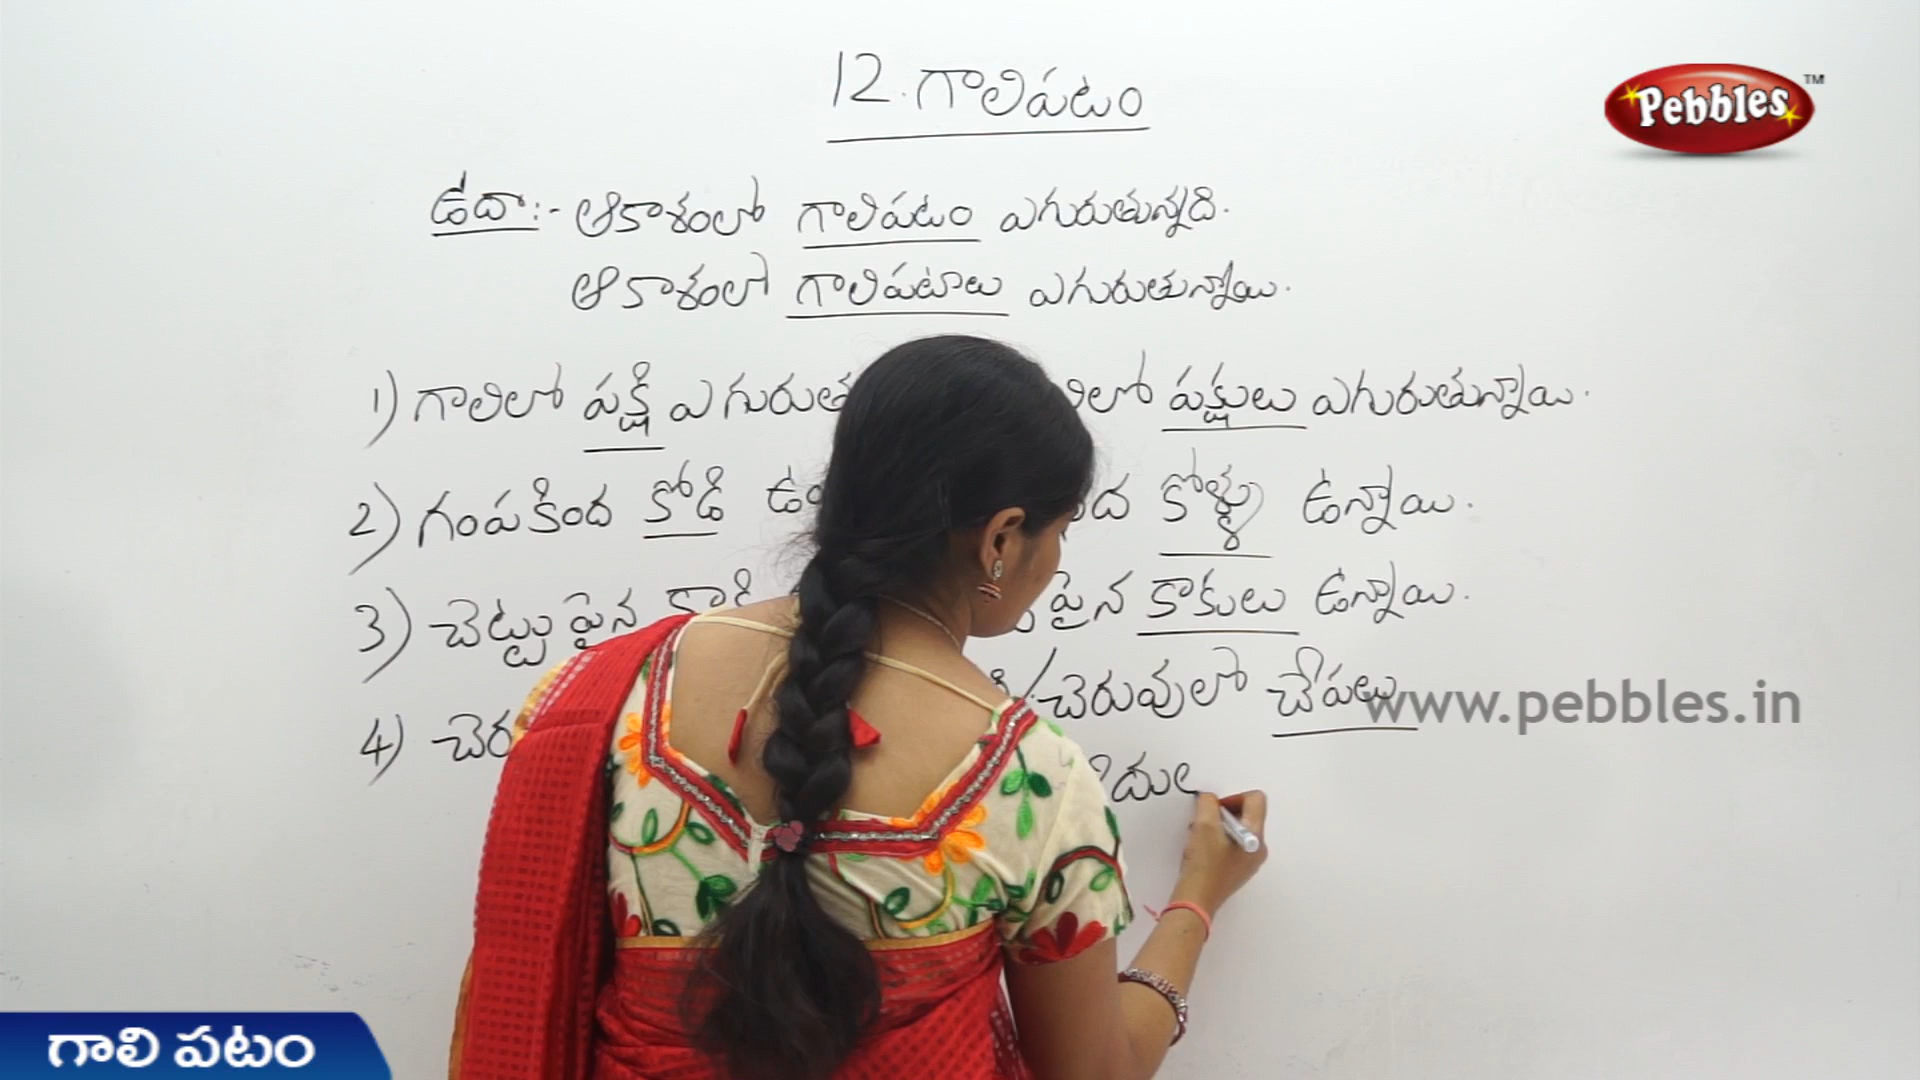 12. గాలిపటం
Pebbles TM
ఉదా:- ఆకాశంలో గాలిపటం ఎగురుతున్నది.
ఆకాశంలో గాలిపటాలు ఎగురుతున్నాయి.
1) గాలిలో పక్షి పక్షులు ఎగురుతున్నాయి.
2) గంపకింద కోడి కోళ్ళు ఉన్నాయి.
3) చెట్టుపైన పైన కాకులు ఉన్నాయి.
4) చెరువులో చేపలు
www.pebbles.in
గాలి పటం